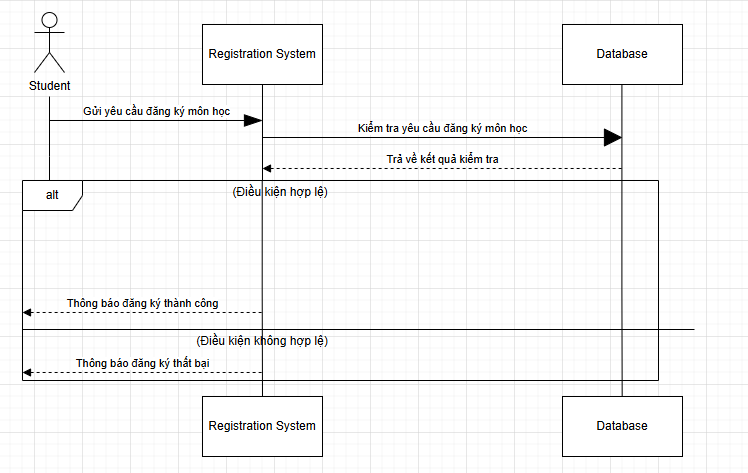 Registration System
Database
Student
Gửi yêu cầu đăng ký môn học
Kiểm tra yêu cầu đăng ký môn học
Trả về kết quả kiểm tra
alt
(Điều kiện hợp lệ)
Thông báo đăng ký thành công
(Điều kiện không hợp lệ)
Thông báo đăng ký thất bại
Registration System
Database